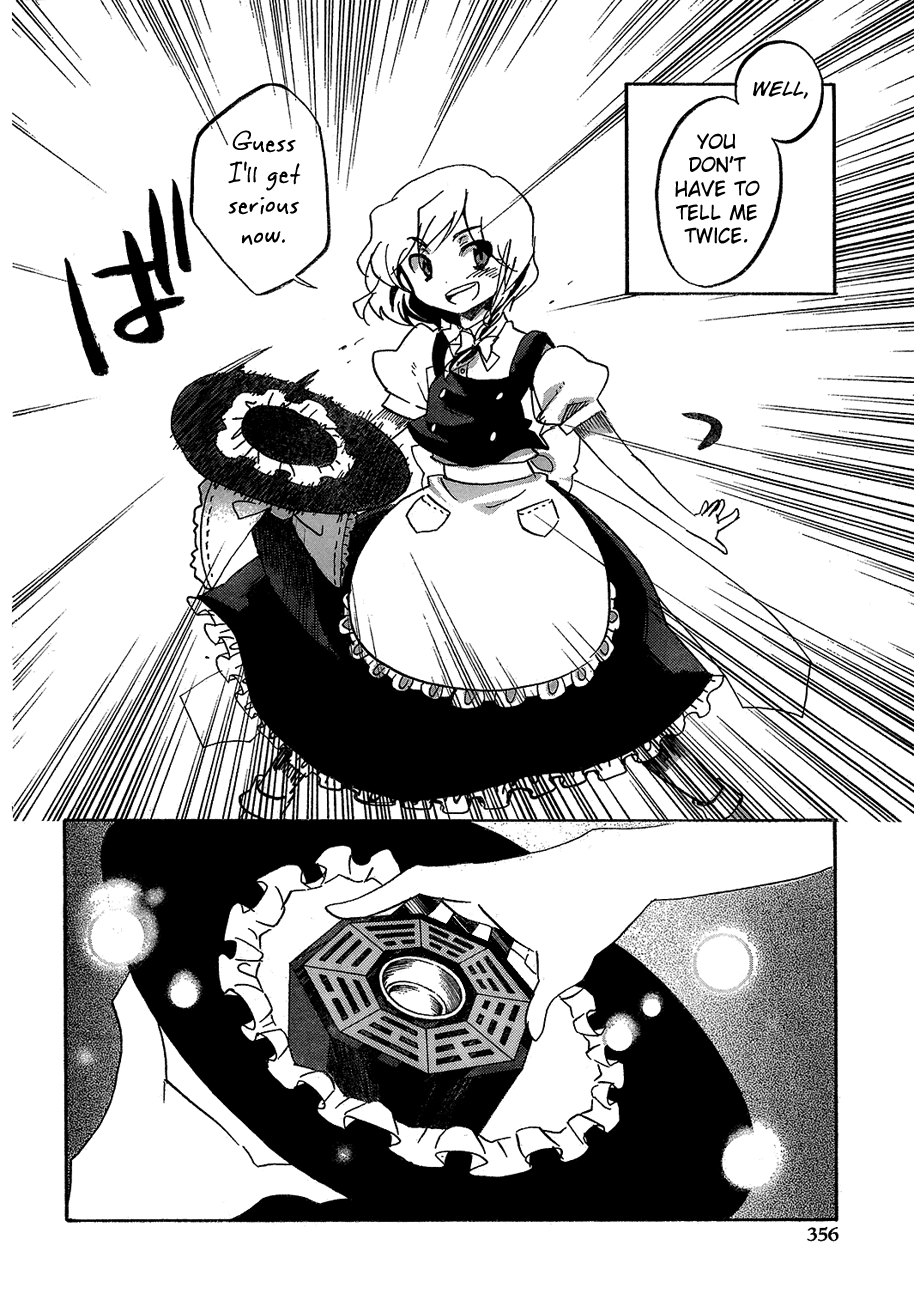 WELL,
YOU
DON'T
HAVE TO
TELL ME
TWICE.
Guess
I'll get
serious
now.
ば
356